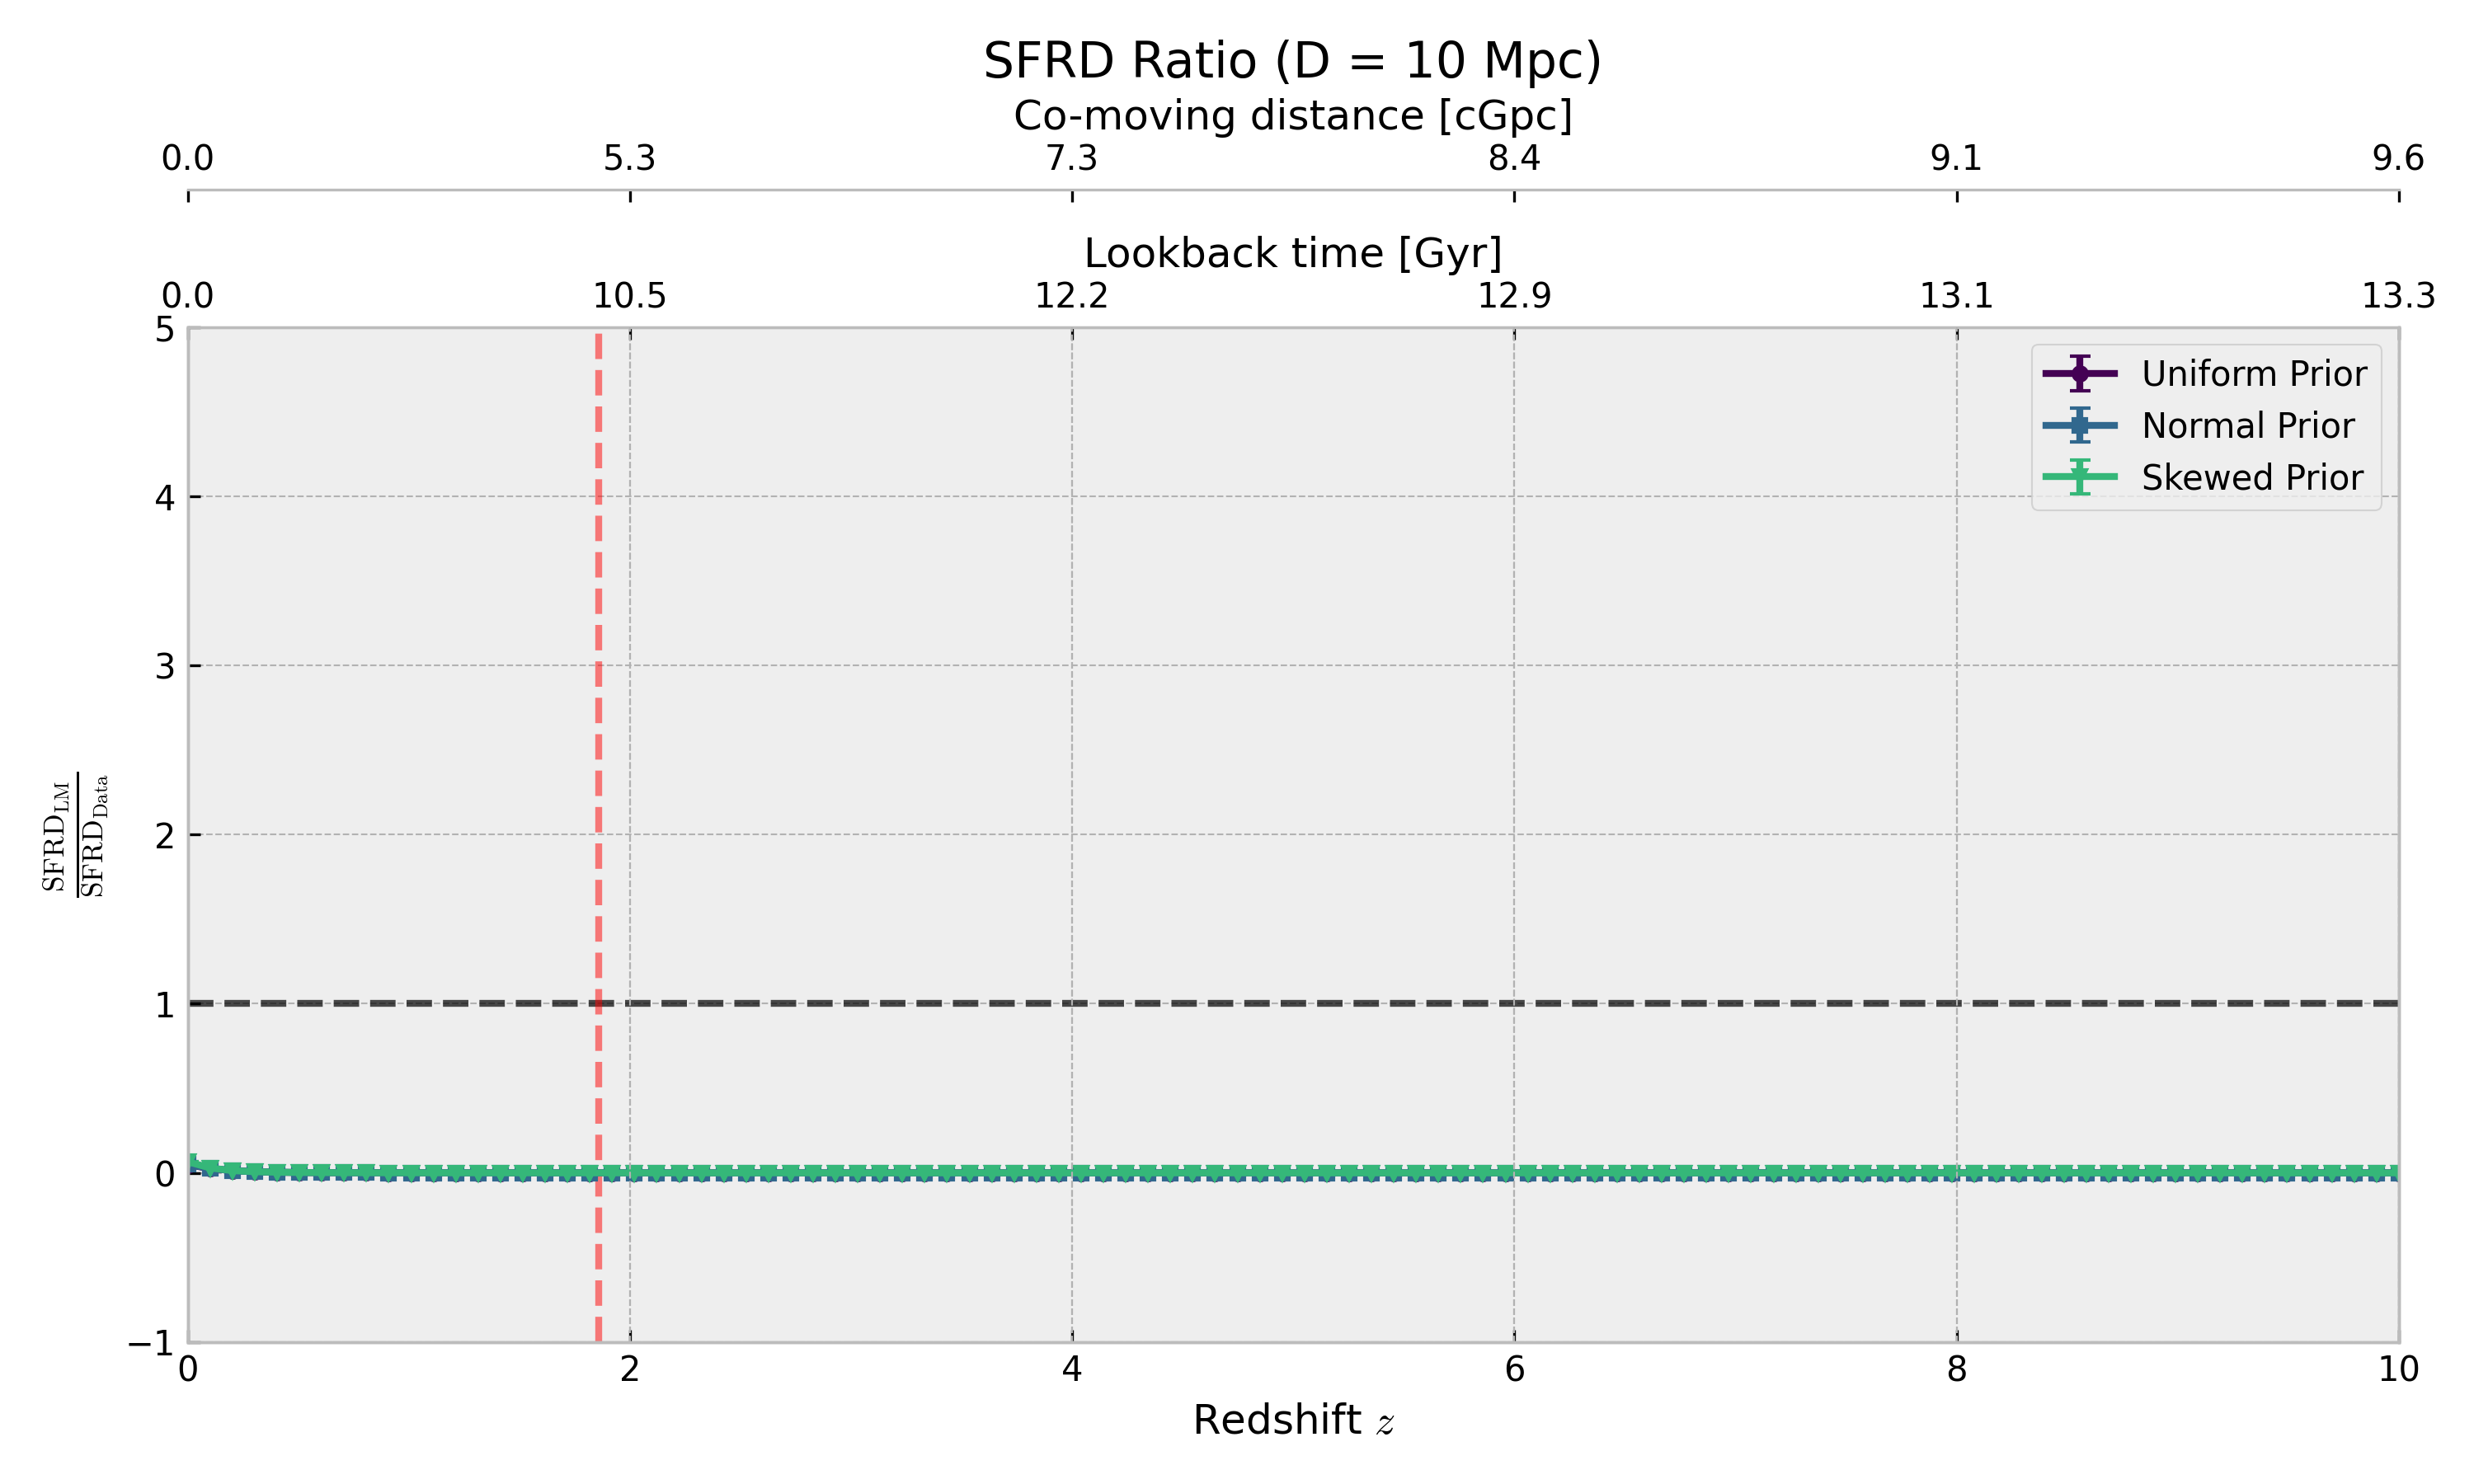 SFRD Ratio (D = 10 Mpc)
Co-moving distance [cGpc]
0.0 5.3 7.3 8.4 9.1 9.6
Lookback time [Gyr]
0.0 10.5 12.2 12.9 13.1 13.3
5
4
3
2
1
0
−1
Uniform Prior
Normal Prior
Skewed Prior
SFRD_LM
SFRD_Data
0 2 4 6 8 10
Redshift z